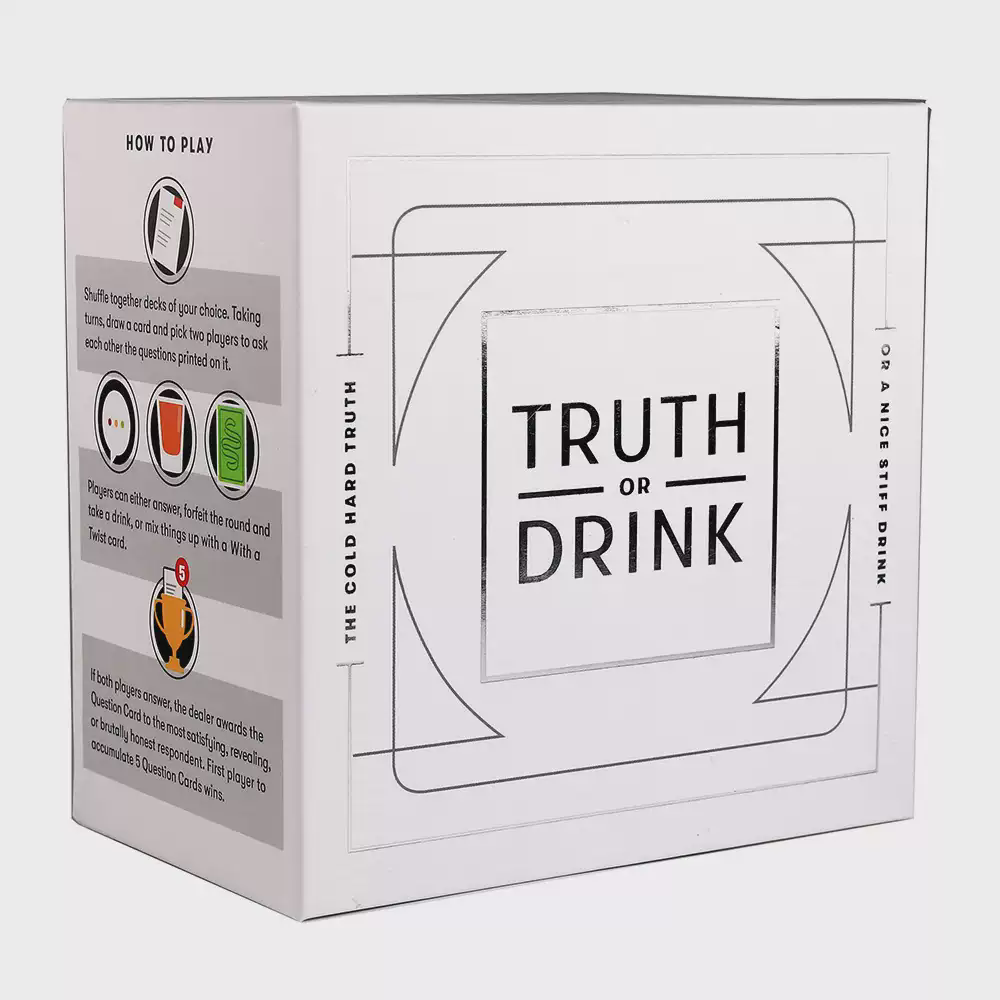 HOW TO PLAY
Shuffle together decks of your choice. Taking
turns, draw a card and pick two players to ask
each other the questions printed on it.
Players can either answer, forfeit the round and
take a drink, or mix things up with a With a
Twist card.
5
If both players answer, the dealer awards the
Question Card to the most satisfying, revealing,
or brutally honest respondent. First player to
accumulate 5 Question Cards wins.
THE COLD HARD TRUTH
TRUTH
OR
DRINK
OR A NICE STIFF DRINK